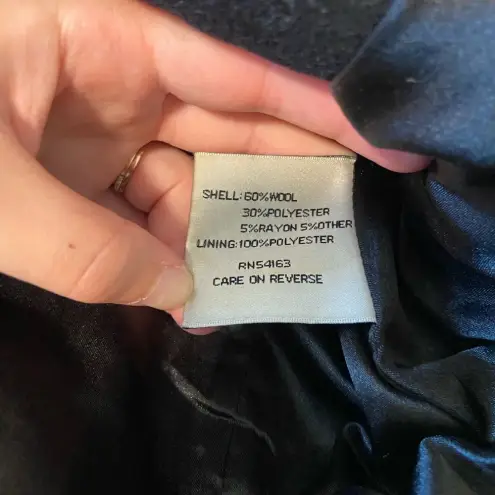 SHELL:60%WOOL
30%POLYESTER
5%RAYON 5%OTHER
LINING:100%POLYESTER
RN54163
CARE ON REVERSE